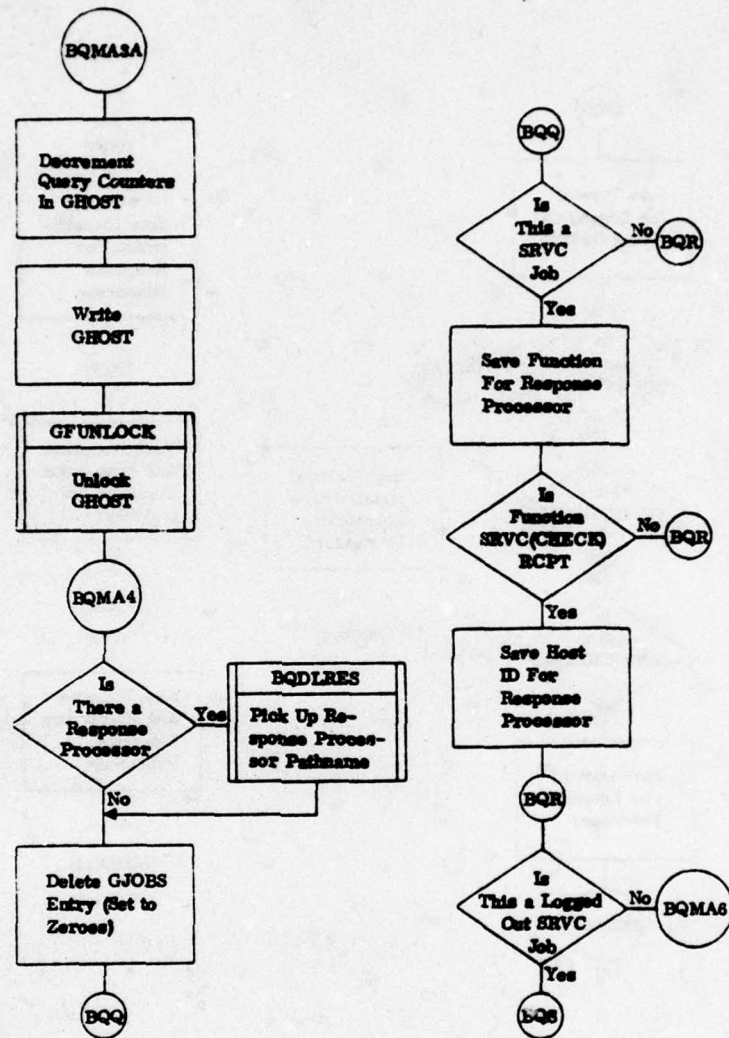 BQMA3A
Decrement
Query Counters
In GHOST
Write
GHOST
GFUNLOCK
Unlock
GHOST
BQMA4
Is
There a
Response
Processor
Yes
BQDLRES
Pick Up Re-
sponse Proces-
sor Pathname
No
Delete GJOBS
Entry (Set to
Zeroes)
BQQ
BQQ
Is
This a
SRVC
Job
No
BQR
Yes
Save Function
For Response
Processor
Is
Function
SRVC(CHECK)
RCPT
No
BQR
Yes
Save Host
ID For
Response
Processor
BQR
Is
This a Logged
Out SRVC
Job
No
BQMA6
Yes
BQS